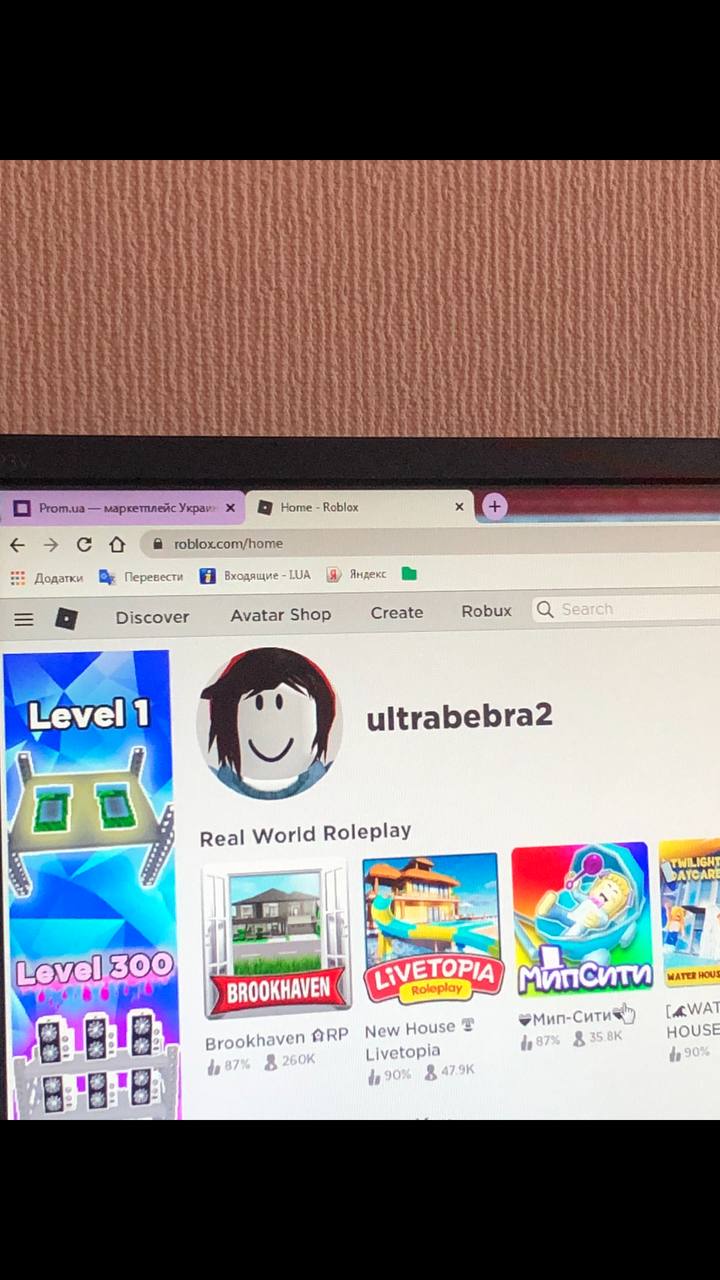 Prom.ua — маркетплейс Украин
Home - Roblox
roblox.com/home
Додатки
Перевести
Входящие - I.UA
Яндекс
Discover
Avatar Shop
Create
Robux
Search
Level 1
ultrabebra2
Real World Roleplay
BROOKHAVEN
LIVETOPIA
Roleplay
МипСити
TWILIGHT
DAYCARE
WATER HOUS
Level 300
Brookhaven RP
87% 260K
New House
Livetopia
90% 47.9K
Мип-Сити
87% 35.8K
[WAT
HOUSE
90%